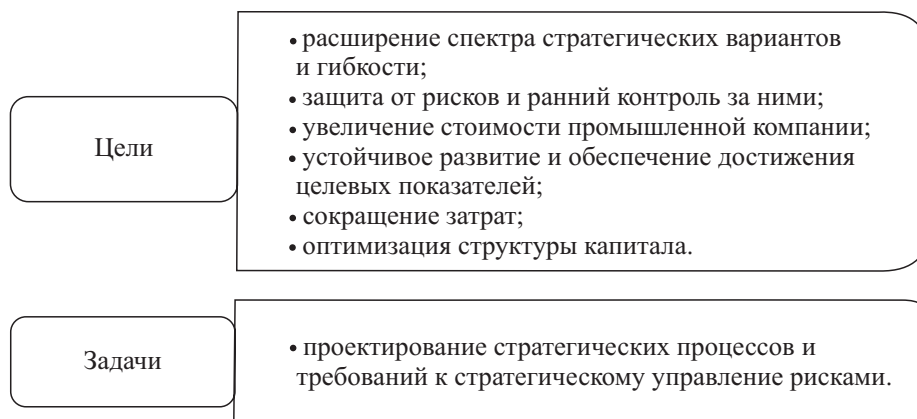 Цели
• расширение спектра стратегических вариантов
и гибкости;
• защита от рисков и ранний контроль за ними;
• увеличение стоимости промышленной компании;
• устойчивое развитие и обеспечение достижения
целевых показателей;
• сокращение затрат;
• оптимизация структуры капитала.
Задачи
• проектирование стратегических процессов и
требований к стратегическому управление рисками.